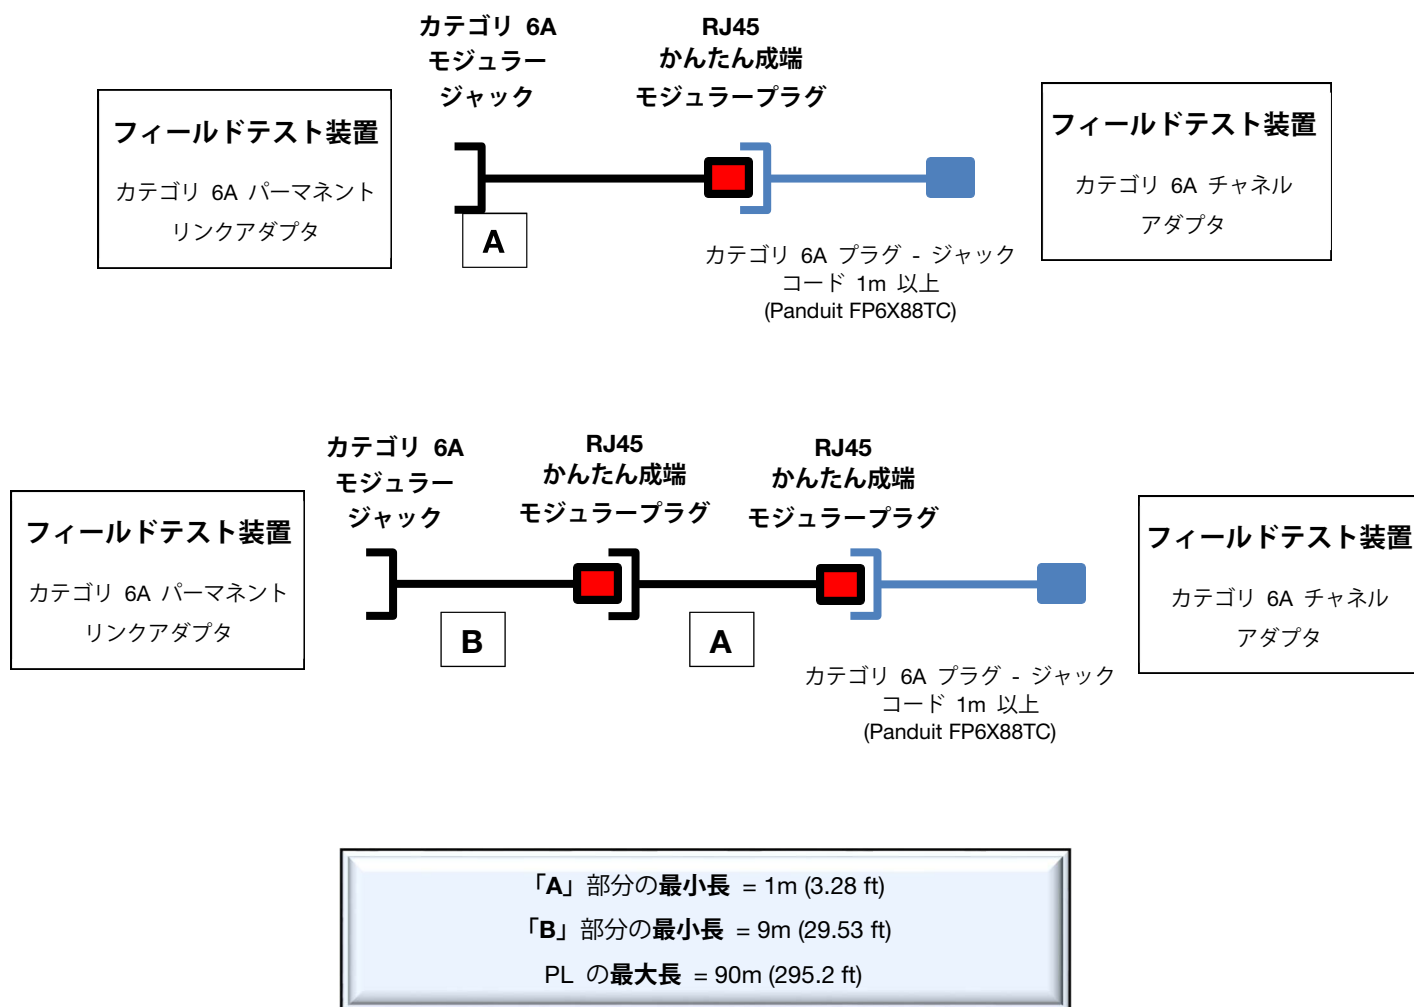 カテゴリ 6A
モジュラー
ジャック
RJ45
かんたん成端
モジュラープラグ
フィールドテスト装置
カテゴリ 6A パーマネント
リンクアダプタ
A
フィールドテスト装置
カテゴリ 6A チャネル
アダプタ
カテゴリ 6A プラグ - ジャック
コード 1m 以上
(Panduit FP6X88TC)
カテゴリ 6A
モジュラー
ジャック
RJ45
かんたん成端
モジュラープラグ
RJ45
かんたん成端
モジュラープラグ
フィールドテスト装置
カテゴリ 6A パーマネント
リンクアダプタ
B
A
フィールドテスト装置
カテゴリ 6A チャネル
アダプタ
カテゴリ 6A プラグ - ジャック
コード 1m 以上
(Panduit FP6X88TC)
「A」部分の最小長 = 1m (3.28 ft)
「B」部分の最小長 = 9m (29.53 ft)
PL の最大長 = 90m (295.2 ft)